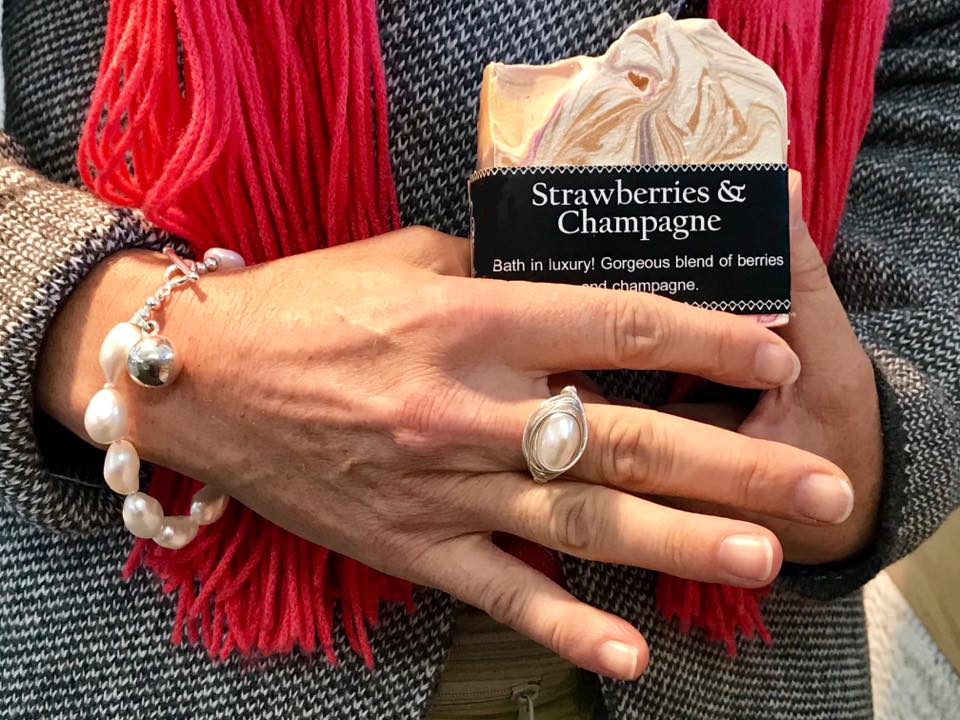 Strawberries &
Champagne
Bath in luxury! Gorgeous blend of berries
and champagne.